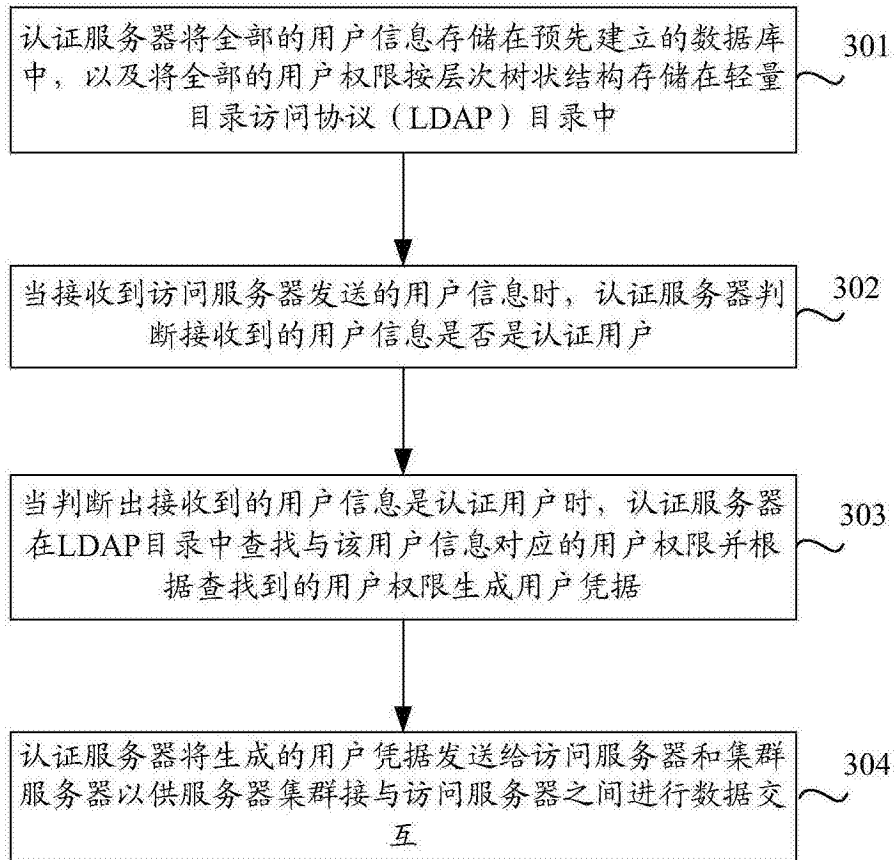 认证服务器将全部的用户信息存储在预先建立的数据库
中，以及将全部的用户权限按层次树状结构存储在轻量
目录访问协议（LDAP）目录中
301
当接收到访问服务器发送的用户信息时，认证服务器判
断接收到的用户信息是否是认证用户
302
当判断出接收到的用户信息是认证用户时，认证服务器
在LDAP目录中查找与该用户信息对应的用户权限并根
据查找到的用户权限生成用户凭据
303
认证服务器将生成的用户凭据发送给访问服务器和集群
服务器以供服务器集群接与访问服务器之间进行数据交
互
304